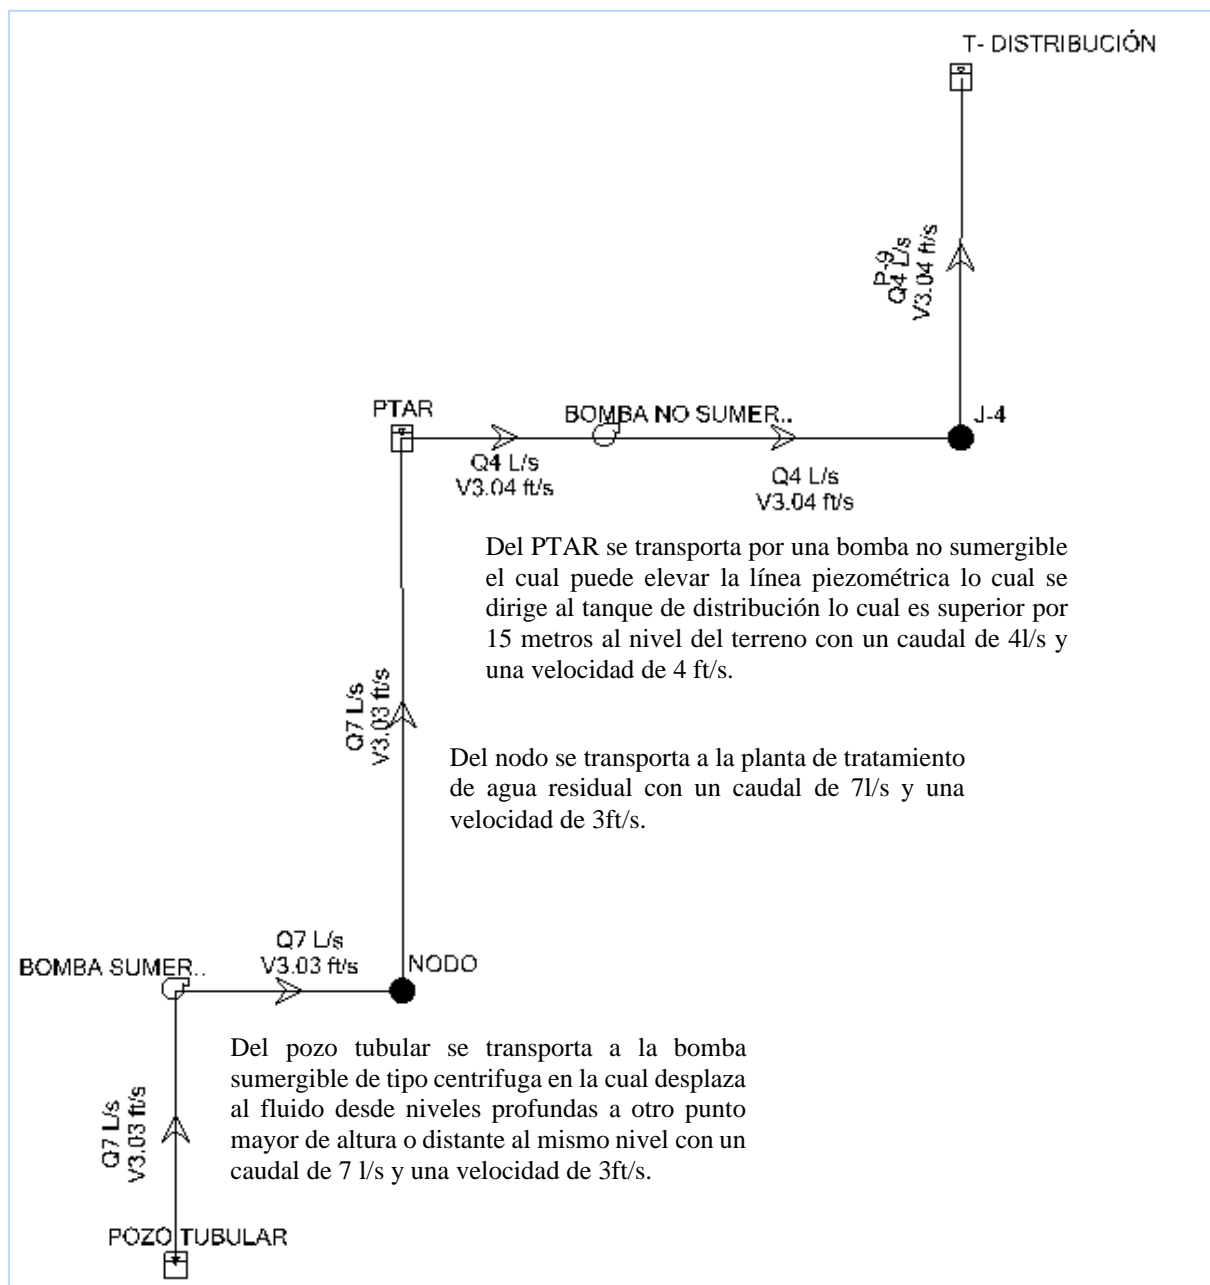 T- DISTRIBUCIÓN
P-9
Q4 L/s
V3.04 ft/s
PTAR
BOMBA NO SUMER..
J-4
Q4 L/s
V3.04 ft/s
Q4 L/s
V3.04 ft/s
Del PTAR se transporta por una bomba no sumergible
el cual puede elevar la línea piezométrica lo cual se
dirige al tanque de distribución lo cual es superior por
15 metros al nivel del terreno con un caudal de 4l/s y
una velocidad de 4 ft/s.
Q7 L/s
V3.03 ft/s
Del nodo se transporta a la planta de tratamiento
de agua residual con un caudal de 7l/s y una
velocidad de 3ft/s.
Q7 L/s
V3.03 ft/s
BOMBA SUMER..
NODO
Del pozo tubular se transporta a la bomba
sumergible de tipo centrifuga en la cual desplaza
al fluido desde niveles profundas a otro punto
mayor de altura o distante al mismo nivel con un
caudal de 7 l/s y una velocidad de 3ft/s.
Q7 L/s
V3.03 ft/s
POZO TUBULAR